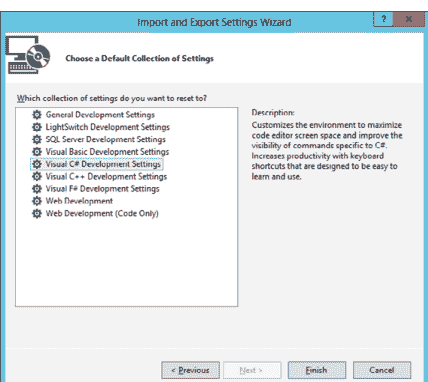 Import and Export Settings Wizard
?
Choose a Default Collection of Settings
Which collection of settings do you want to reset to?
General Development Settings
LightSwitch Development Settings
SQL Server Development Settings
Visual Basic Development Settings
Visual C# Development Settings
Visual C++ Development Settings
Visual F# Development Settings
Web Development
Web Development (Code Only)
Description:
Customizes the environment to maximize
code editor screen space and improve the
visibility of commands specific to C#.
Increases productivity with keyboard
shortcuts that are designed to be easy to
learn and use.
< Previous
Next >
Finish
Cancel